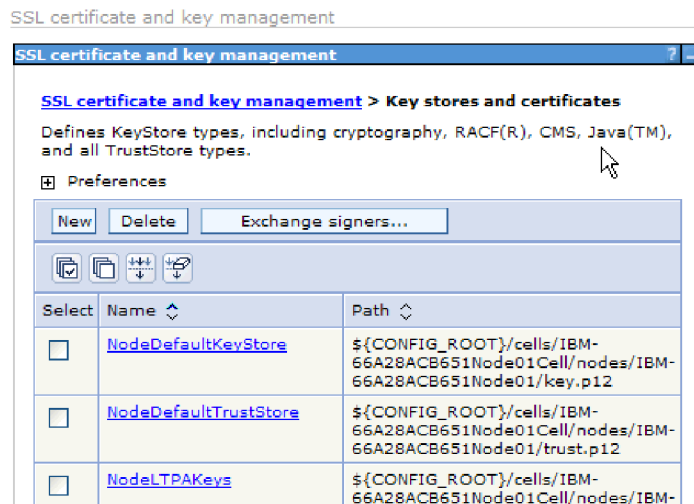 SSL certificate and key management
SSL certificate and key management ? -
SSL certificate and key management > Key stores and certificates
Defines KeyStore types, including cryptography, RACF(R), CMS, Java(TM),
and all TrustStore types.
+ Preferences
New Delete Exchange signers...
Select Name Path
NodeDefaultKeyStore ${CONFIG_ROOT}/cells/IBM-
66A28ACB651Node01Cell/nodes/IBM-
66A28ACB651Node01/key.p12
NodeDefaultTrustStore ${CONFIG_ROOT}/cells/IBM-
66A28ACB651Node01Cell/nodes/IBM-
66A28ACB651Node01/trust.p12
NodeLTPAKeys ${CONFIG_ROOT}/cells/IBM-
66A28ACB651Node01Cell/nodes/IBM-